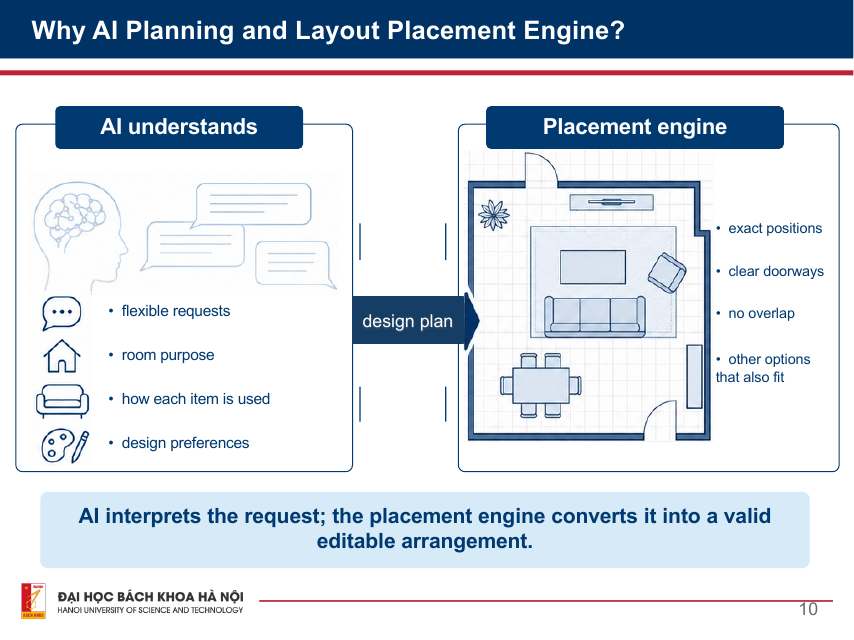 Why AI Planning and Layout Placement Engine?
AI understands
• flexible requests
• room purpose
• how each item is used
• design preferences
design plan
Placement engine
• exact positions
• clear doorways
• no overlap
• other options
that also fit
AI interprets the request; the placement engine converts it into a valid
editable arrangement.
ĐẠI HỌC BÁCH KHOA HÀ NỘI
HANOI UNIVERSITY OF SCIENCE AND TECHNOLOGY
10